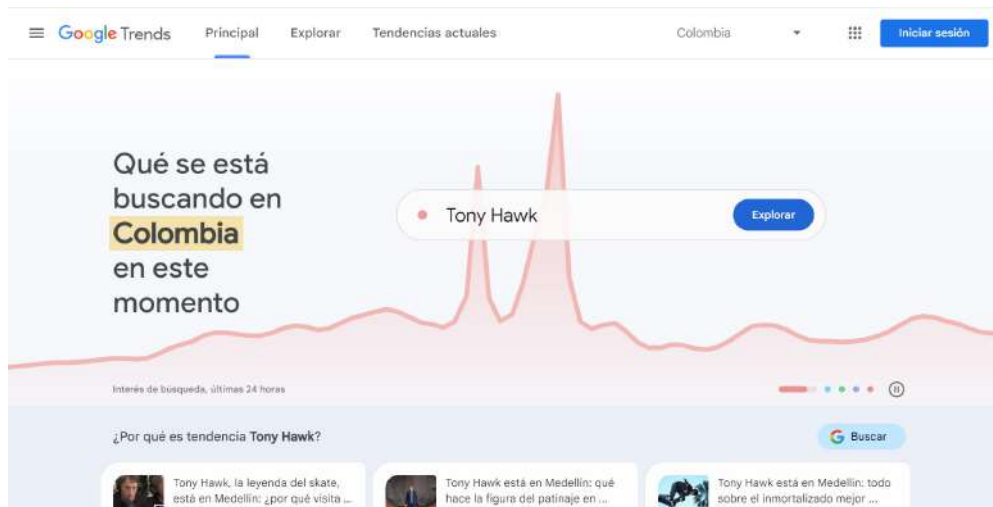 Google Trends
Principal
Explorar
Tendencias actuales
Colombia
Iniciar sesión
Qué se está
buscando en
Colombia
en este
momento
Tony Hawk
Explorar
Interés de búsqueda, últimas 24 horas
¿Por qué es tendencia Tony Hawk?
G Buscar
Tony Hawk, la leyenda del skate,
está en Medellín: ¿por qué visita ...
Tony Hawk está en Medellín: qué
hace la figura del patinaje en ...
Tony Hawk está en Medellín: todo
sobre el inmortalizado mejor ...